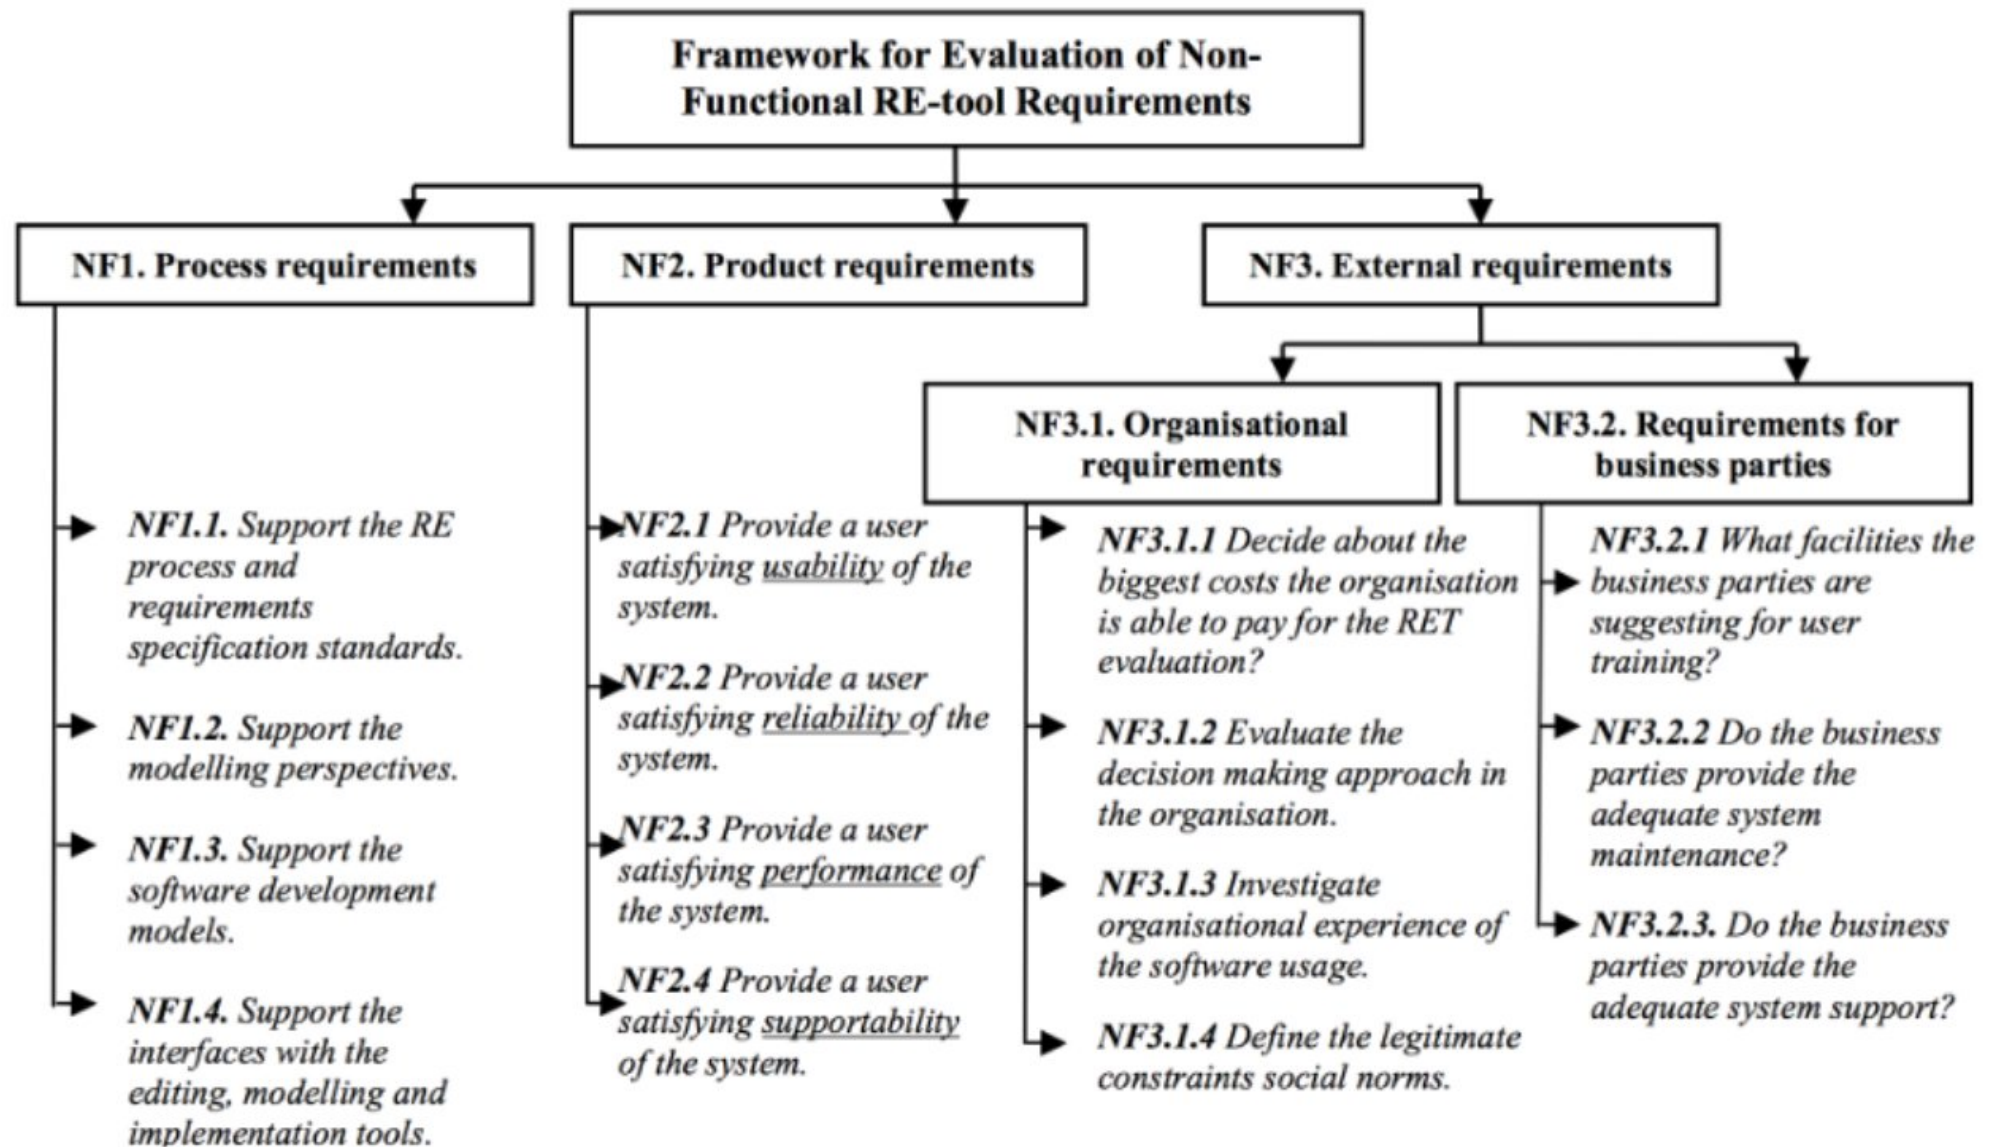 Framework for Evaluation of Non-
Functional RE-tool Requirements
NF1. Process requirements
NF1.1. Support the RE
process and
requirements
specification standards.
NF1.2. Support the
modelling perspectives.
NF1.3. Support the
software development
models.
NF1.4. Support the
interfaces with the
editing, modelling and
implementation tools.
NF2. Product requirements
NF2.1 Provide a user
satisfying usability of the
system.
NF2.2 Provide a user
satisfying reliability of the
system.
NF2.3 Provide a user
satisfying performance of
the system.
NF2.4 Provide a user
satisfying supportability
of the system.
NF3. External requirements
NF3.1. Organisational
requirements
NF3.1.1 Decide about the
biggest costs the organisation
is able to pay for the RET
evaluation?
NF3.1.2 Evaluate the
decision making approach in
the organisation.
NF3.1.3 Investigate
organisational experience of
the software usage.
NF3.1.4 Define the legitimate
constraints social norms.
NF3.2. Requirements for
business parties
NF3.2.1 What facilities the
business parties are
suggesting for user
training?
NF3.2.2 Do the business
parties provide the
adequate system
maintenance?
NF3.2.3. Do the business
parties provide the
adequate system support?